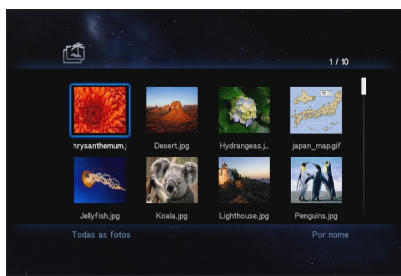 1 / 10
hrysanthemum.j
Desert.jpg
Hydrangeas.j..
japan_map.gif
Jellyfish.jpg
Koala.jpg
Lighthouse.jpg
Penguins.jpg
Todas as fotos
Por nome